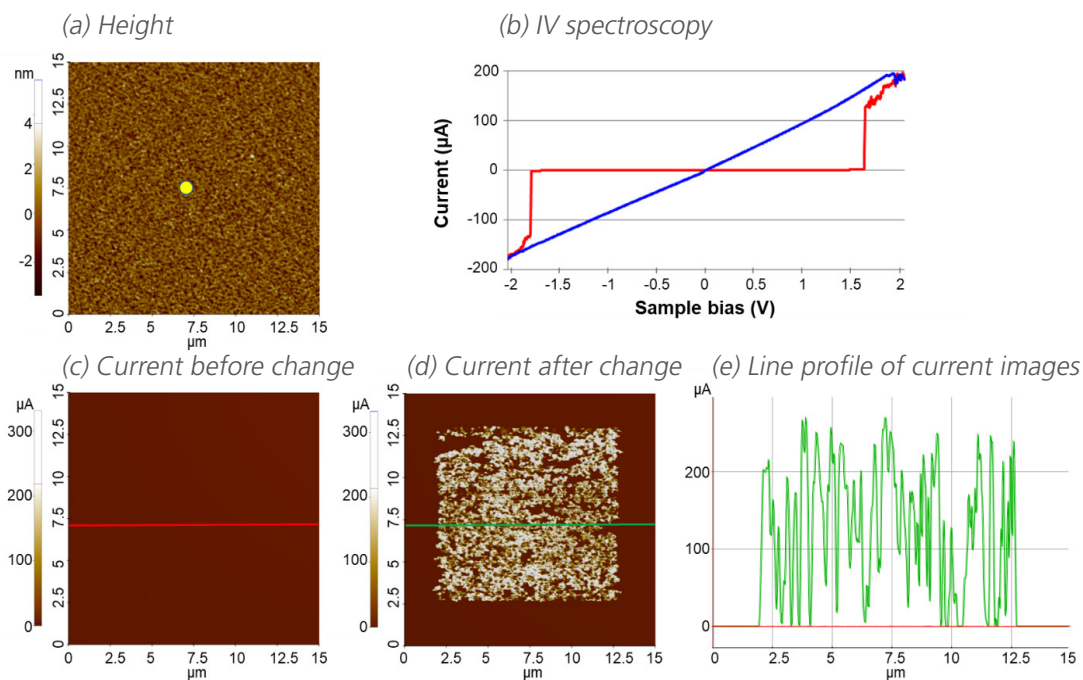 (a) Height
(b) IV spectroscopy
nm
4
2
0
-2
15
12.5
10
7.5
5
2.5
0
0 2.5 5 7.5 10 12.5 15
µm
Current (µA)
200
100
0
-100
-200
-2 -1.5 -1 -0.5 0 0.5 1 1.5 2
Sample bias (V)
(c) Current before change
(d) Current after change
(e) Line profile of current images
µA
300
200
100
0
15
12.5
10
7.5
5
2.5
0
0 2.5 5 7.5 10 12.5 15
µm
µA
300
200
100
0
15
12.5
10
7.5
5
2.5
0
0 2.5 5 7.5 10 12.5 15
µm
µA
200
100
0
0 2.5 5 7.5 10 12.5 15
µm